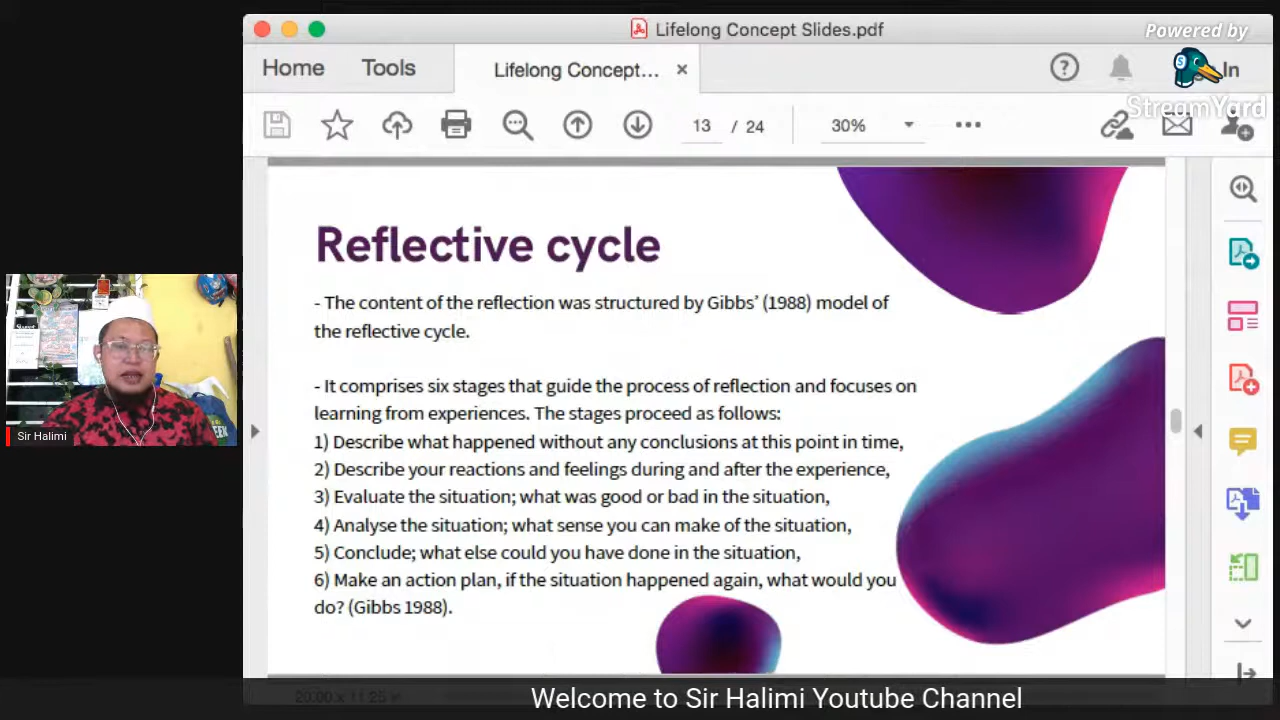 Lifelong Concept Slides.pdf
Powered by
Home
Tools
Lifelong Concept...
In
StreamYard
13 / 24
30%
Reflective cycle
- The content of the reflection was structured by Gibbs' (1988) model of
the reflective cycle.
- It comprises six stages that guide the process of reflection and focuses on
learning from experiences. The stages proceed as follows:
1) Describe what happened without any conclusions at this point in time,
2) Describe your reactions and feelings during and after the experience,
3) Evaluate the situation; what was good or bad in the situation,
4) Analyse the situation; what sense you can make of the situation,
5) Conclude; what else could you have done in the situation,
6) Make an action plan, if the situation happened again, what would you
do? (Gibbs 1988).
Sir Halimi
20.00 x 11.25 in
Welcome to Sir Halimi Youtube Channel